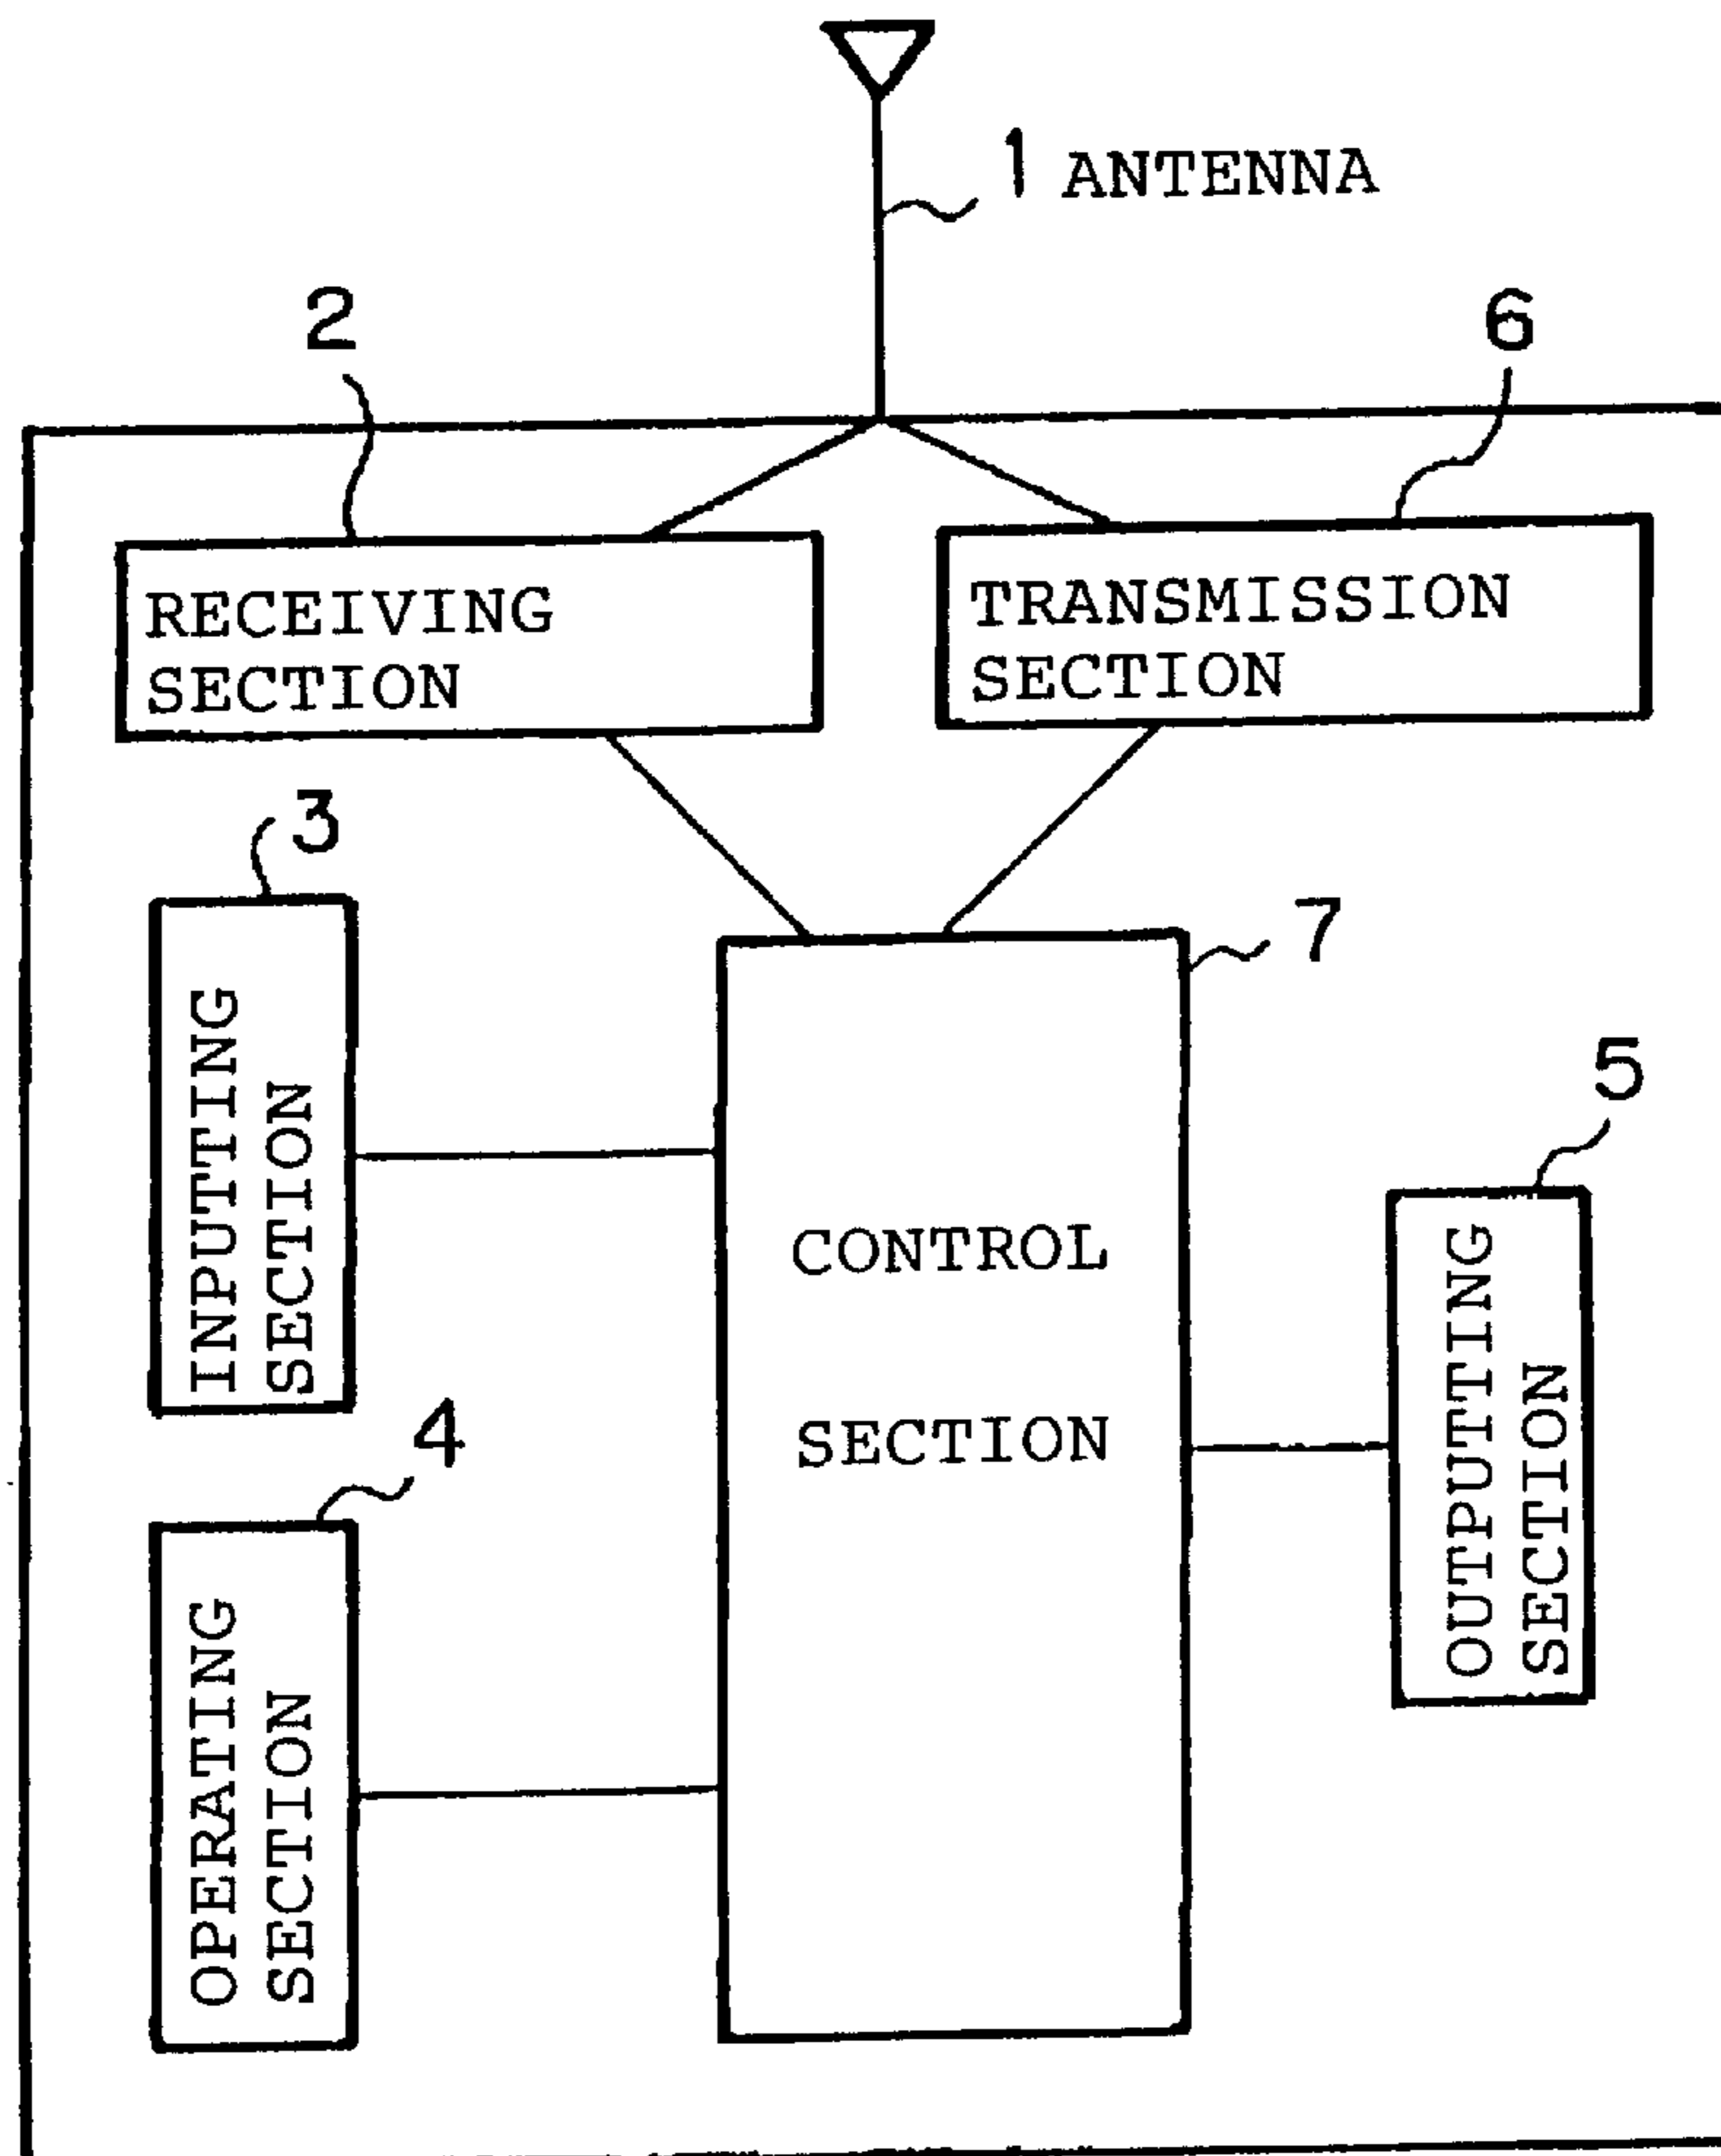 1 ANTENNA
2
6
RECEIVING
SECTION
TRANSMISSION
SECTION
3
7
INPUTTING
SECTION
5
CONTROL
SECTION
OUTPUTTING
SECTION
4
OPERATING
SECTION